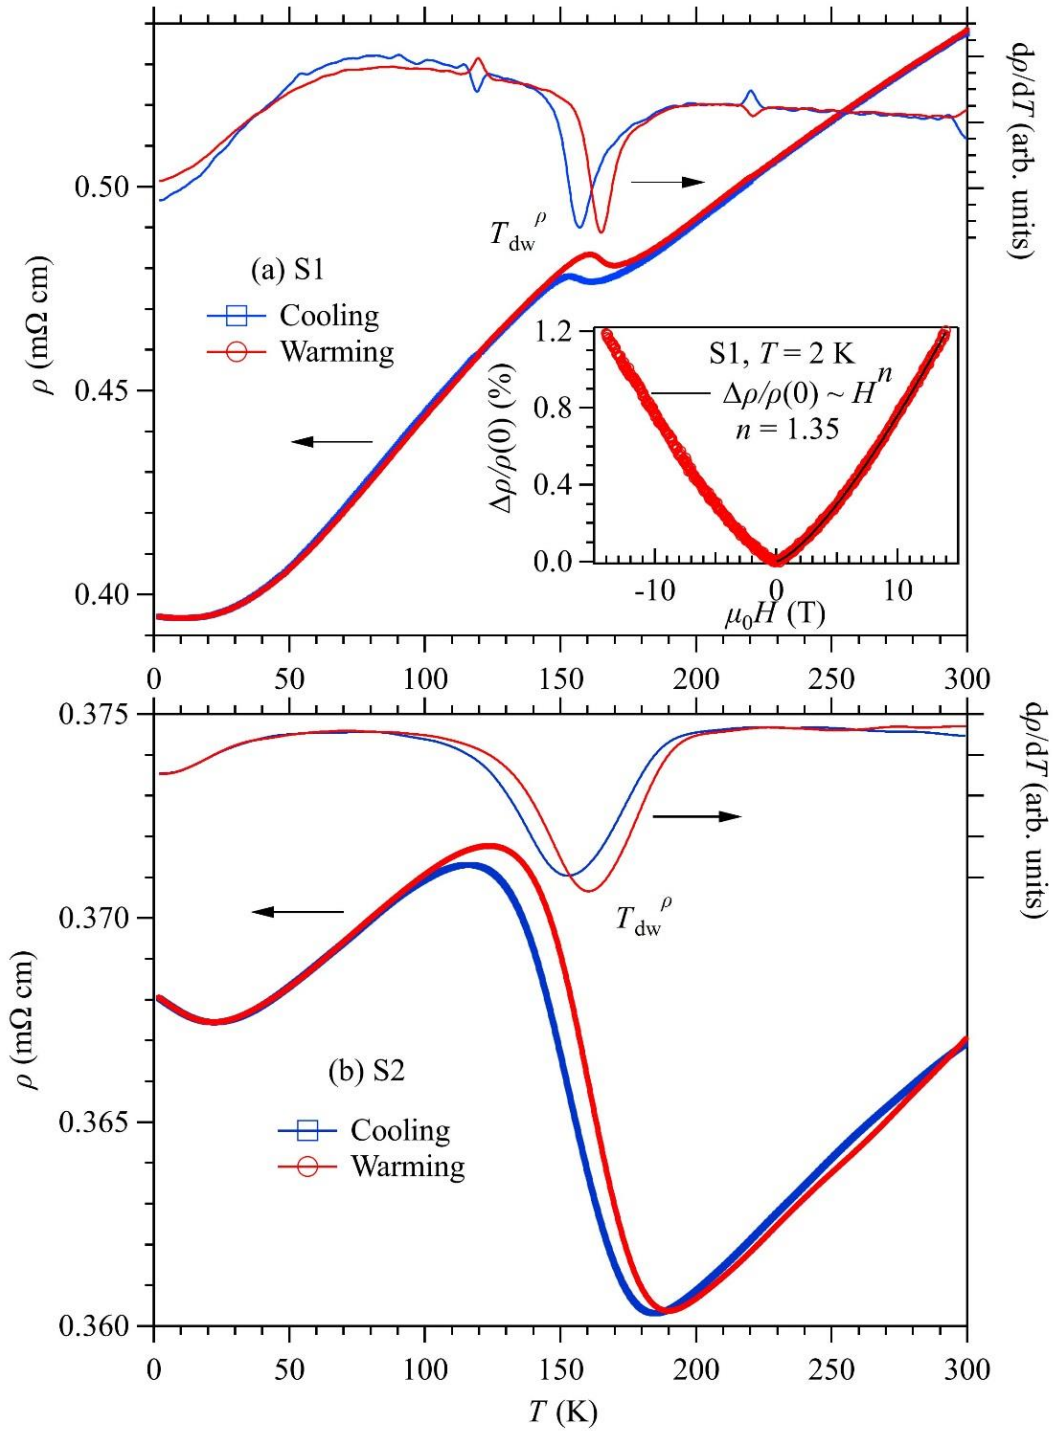 dρ/dT (arb. units)
ρ (mΩ cm)
0.50
0.45
0.40
T_dw^ρ
(a) S1
Cooling
Warming
Δρ/ρ(0) (%)
1.2
0.8
0.4
0.0
S1, T = 2 K
Δρ/ρ(0) ~ H^n
n = 1.35
-10 0 10
μ₀H (T)
0 50 100 150 200 250 300
dρ/dT (arb. units)
ρ (mΩ cm)
0.375
0.370
0.365
0.360
T_dw^ρ
(b) S2
Cooling
Warming
0 50 100 150 200 250 300
T (K)